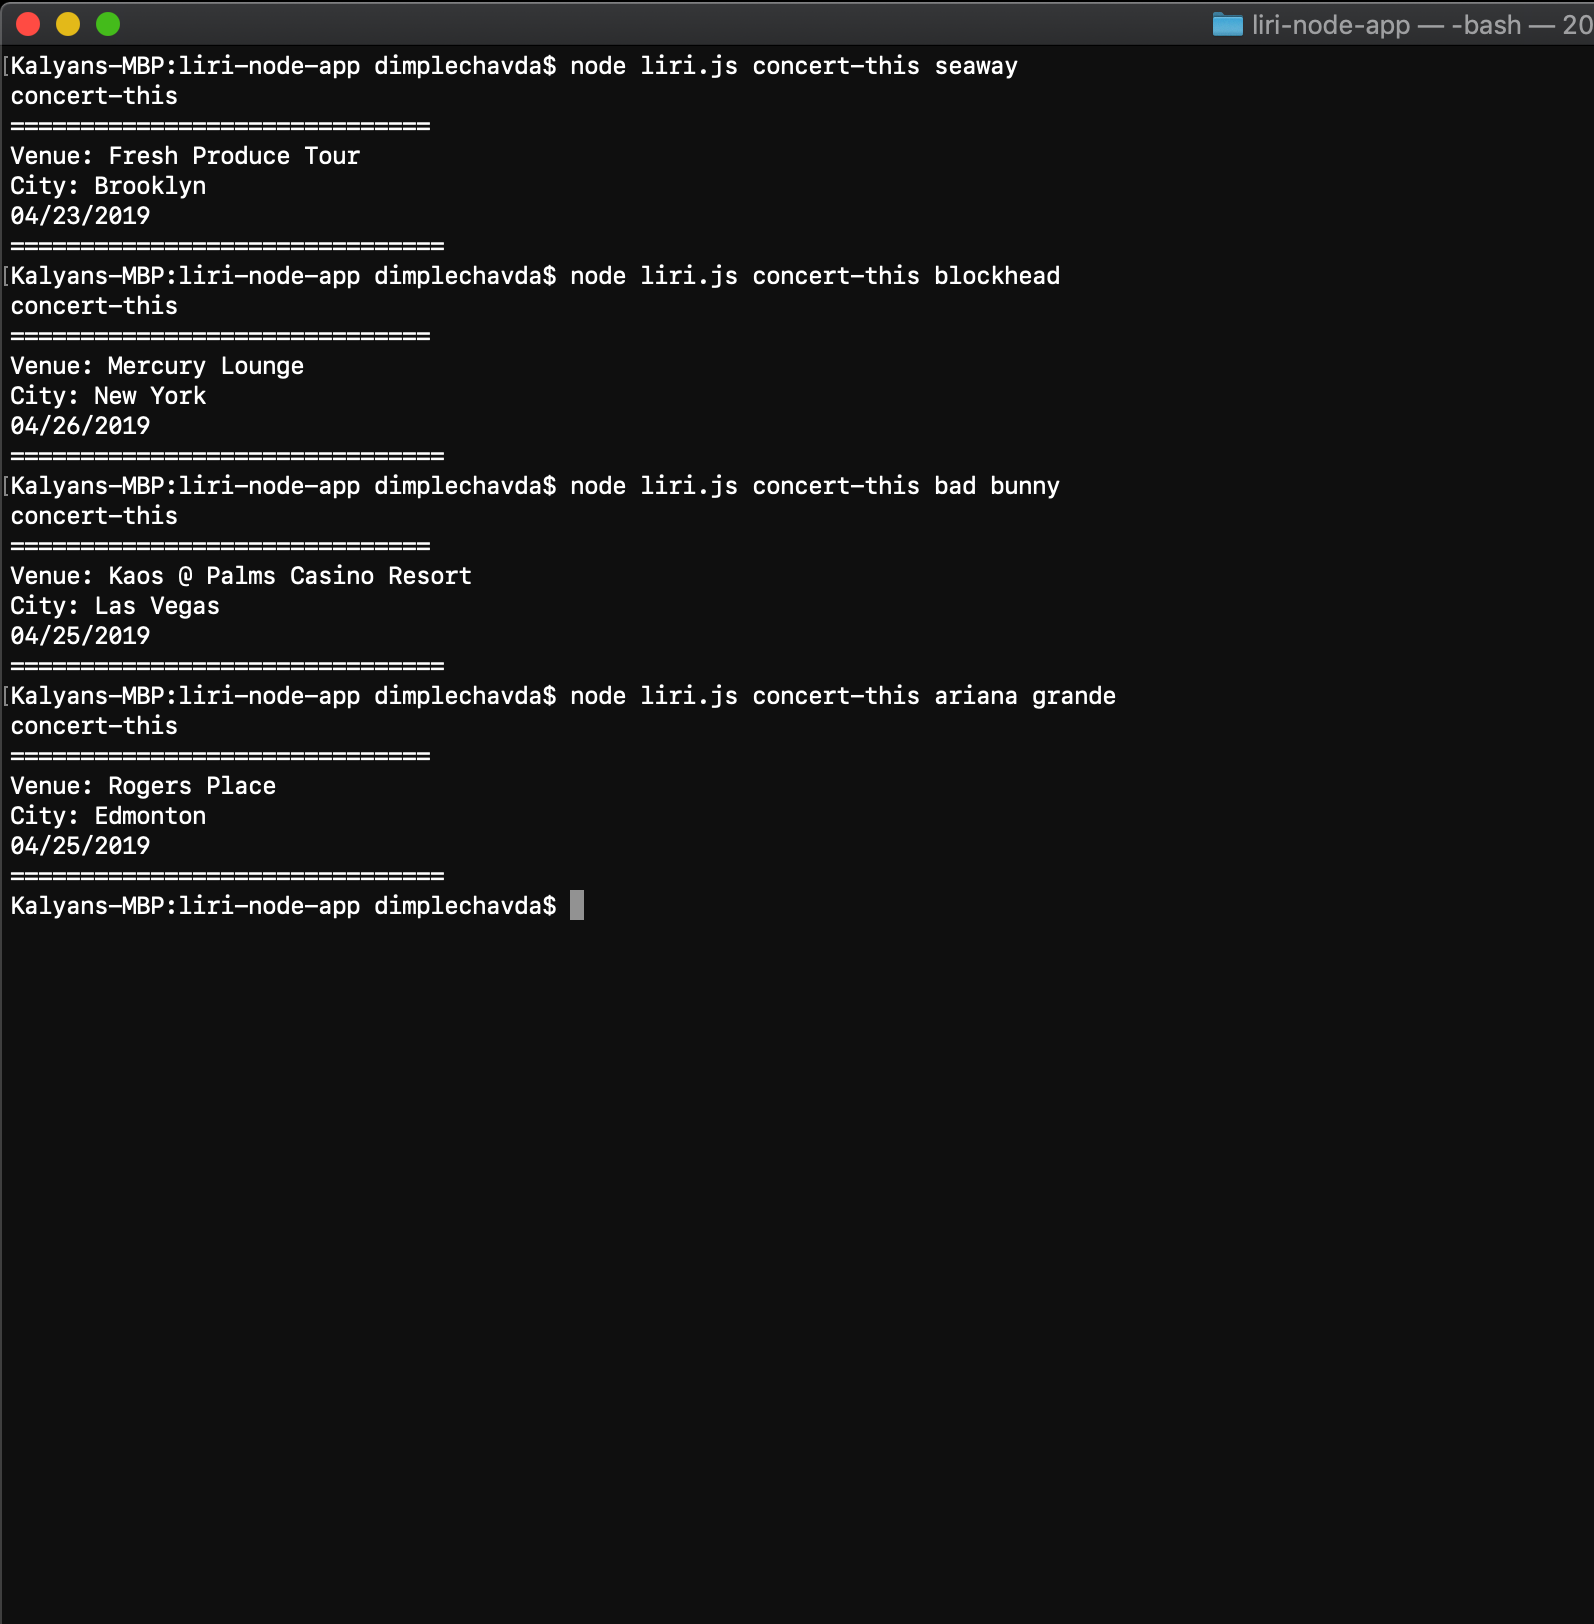 liri-node-app — -bash — 20
[Kalyans-MBP:liri-node-app dimplechavda$ node liri.js concert-this seaway
concert-this
==============================
Venue: Fresh Produce Tour
City: Brooklyn
04/23/2019
===============================
[Kalyans-MBP:liri-node-app dimplechavda$ node liri.js concert-this blockhead
concert-this
==============================
Venue: Mercury Lounge
City: New York
04/26/2019
===============================
[Kalyans-MBP:liri-node-app dimplechavda$ node liri.js concert-this bad bunny
concert-this
==============================
Venue: Kaos @ Palms Casino Resort
City: Las Vegas
04/25/2019
===============================
[Kalyans-MBP:liri-node-app dimplechavda$ node liri.js concert-this ariana grande
concert-this
==============================
Venue: Rogers Place
City: Edmonton
04/25/2019
===============================
Kalyans-MBP:liri-node-app dimplechavda$